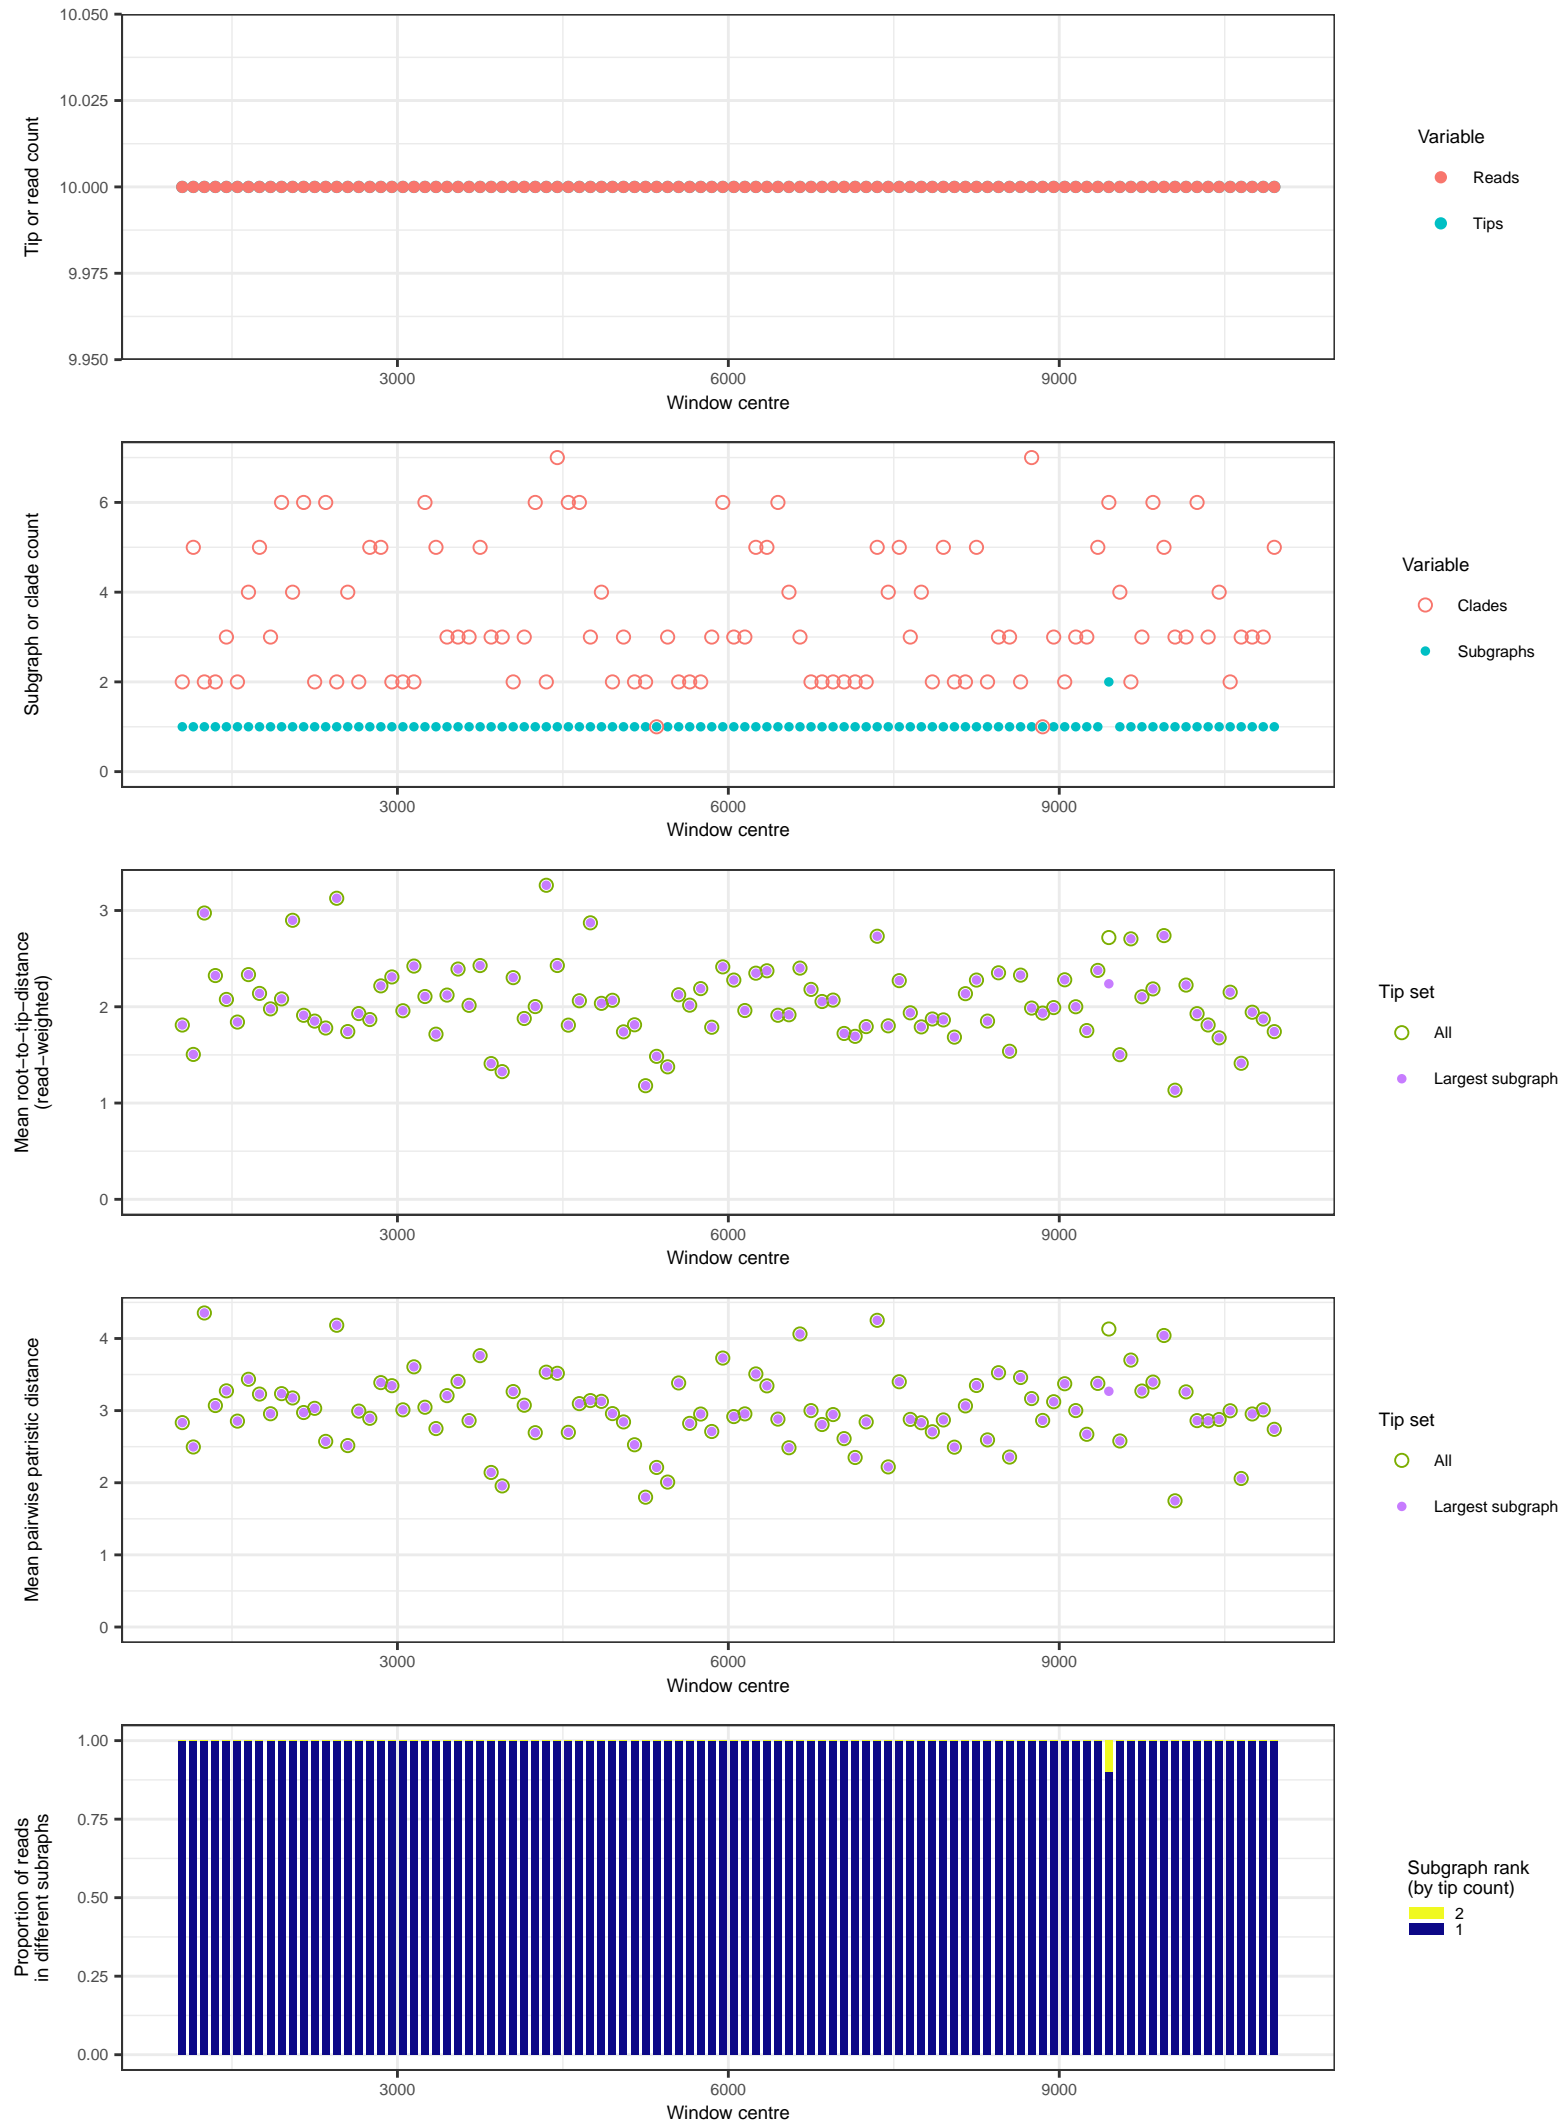 10.050
10.025
10.000
9.975
9.950
Tip or read count
3000
6000
9000
Window centre
Variable
Reads
Tips
6
4
2
0
Subgraph or clade count
3000
6000
9000
Window centre
Variable
Clades
Subgraphs
3
2
1
0
Mean root−to−tip−distance
(read−weighted)
3000
6000
9000
Window centre
Tip set
All
Largest subgraph
4
3
2
1
0
Mean pairwise patristic distance
3000
6000
9000
Window centre
Tip set
All
Largest subgraph
1.00
0.75
0.50
0.25
0.00
Proportion of reads
in different subraphs
3000
6000
9000
Window centre
Subgraph rank
(by tip count)
2
1